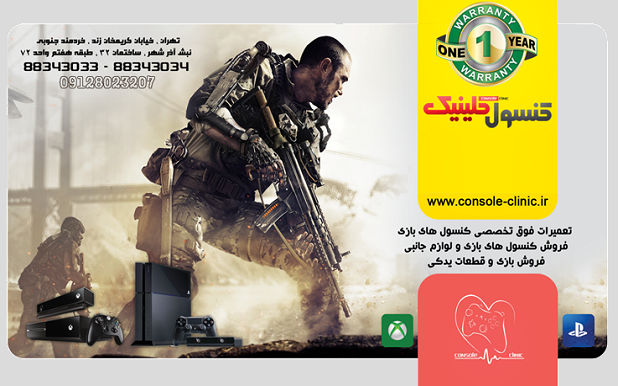 تهران ، خیابان کریمخان زند ، خردمند جنوبی
نبش آذر شهر ، ساختمان ۳۲ ، طبقه هفتم واحد ۷۲
88343033 - 88343034
09128023207
WARRANTY
ONE 1 YEAR
WARRANTY
کنسول کلینیک
www.console-clinic.ir
تعمیرات فوق تخصصی کنسول های بازی
فروش کنسول های بازی و لوازم جانبی
فروش بازی و قطعات یدکی
console clinic